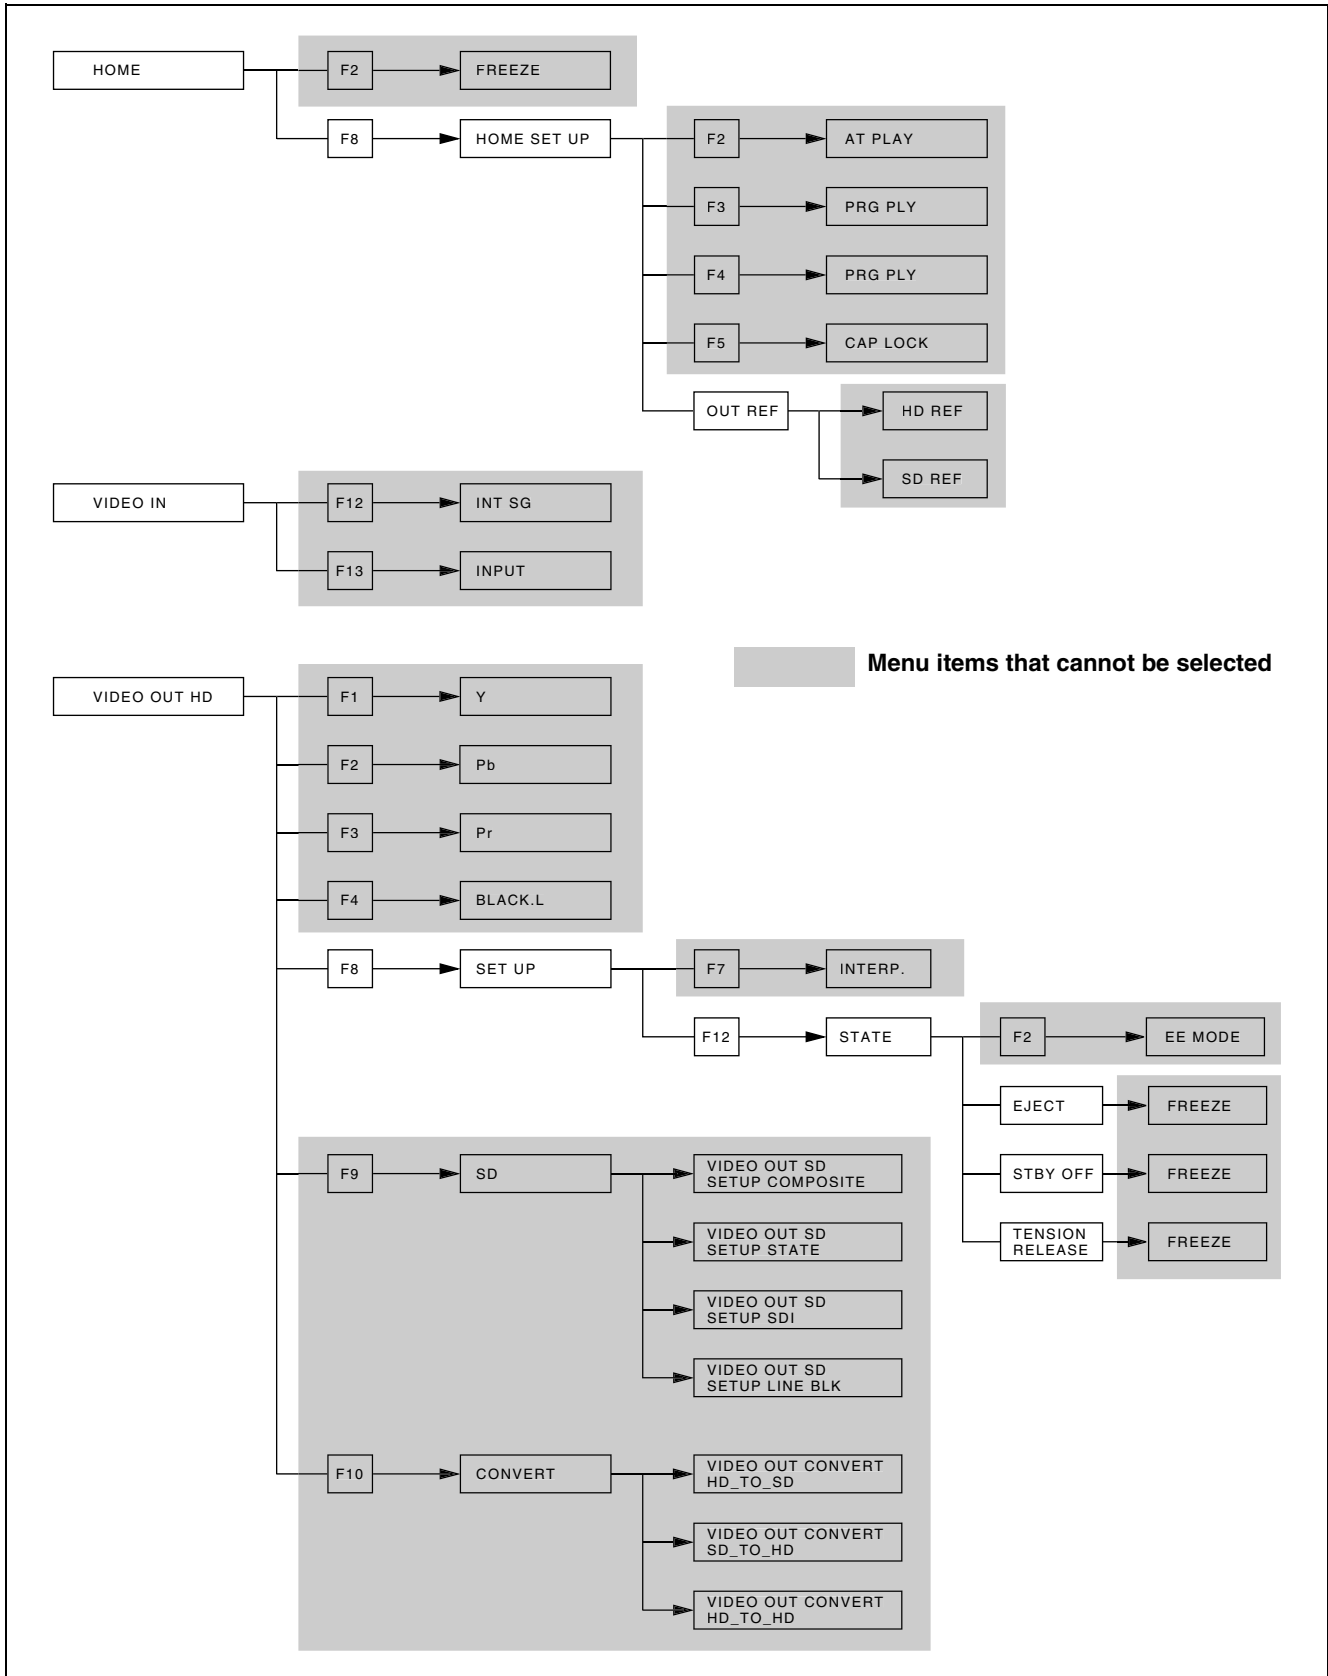 HOME F2 FREEZE
F8 HOME SET UP F2 AT PLAY
F3 PRG PLY
F4 PRG PLY
F5 CAP LOCK
OUT REF HD REF
SD REF
VIDEO IN F12 INT SG
F13 INPUT
Menu items that cannot be selected
VIDEO OUT HD F1 Y
F2 Pb
F3 Pr
F4 BLACK.L
F8 SET UP F7 INTERP.
F12 STATE F2 EE MODE
EJECT FREEZE
STBY OFF FREEZE
TENSION
RELEASE FREEZE
F9 SD VIDEO OUT SD
SETUP COMPOSITE
VIDEO OUT SD
SETUP STATE
VIDEO OUT SD
SETUP SDI
VIDEO OUT SD
SETUP LINE BLK
F10 CONVERT VIDEO OUT CONVERT
HD_TO_SD
VIDEO OUT CONVERT
SD_TO_HD
VIDEO OUT CONVERT
HD_TO_HD